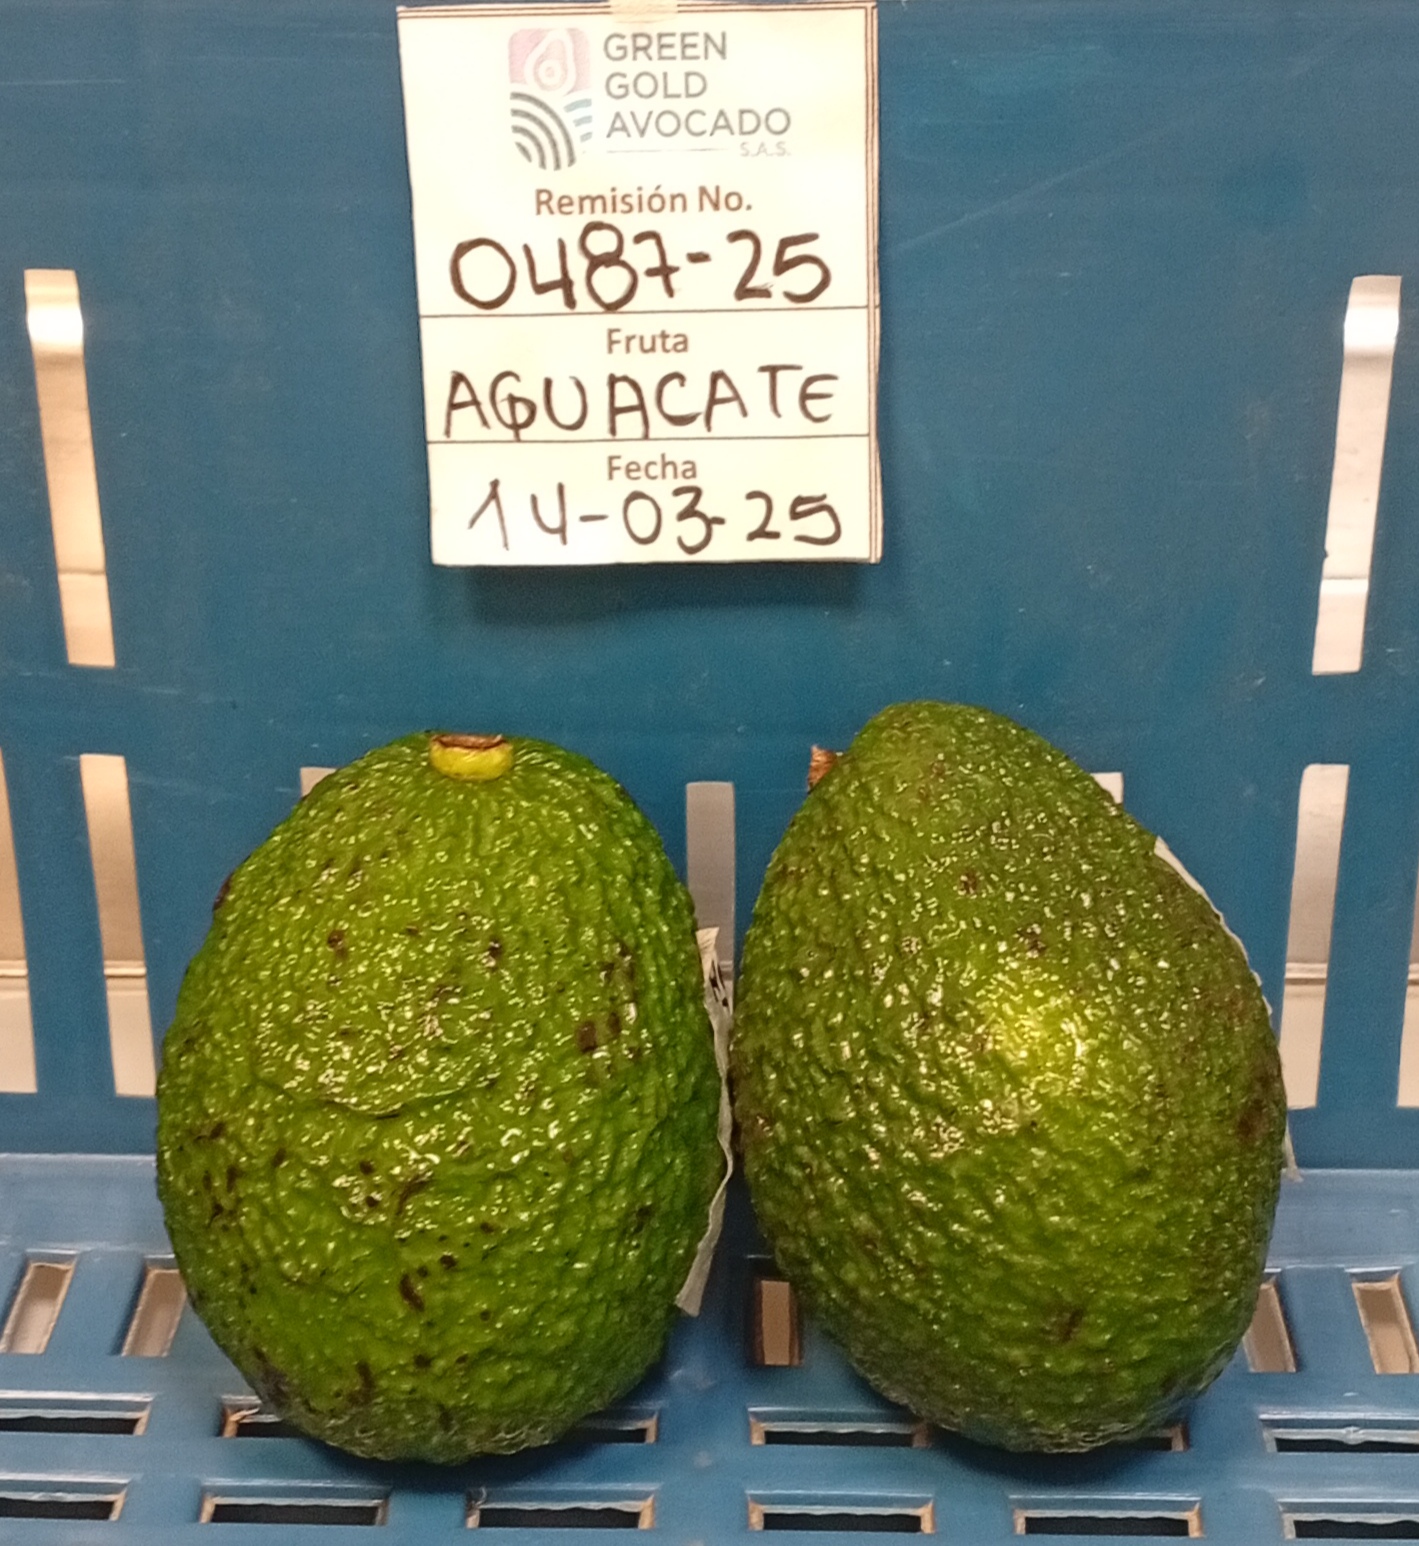 GREEN
GOLD
AVOCADO
S.A.S.
Remisión No.
0487-25
Fruta
AGUACATE
Fecha
14-03-25